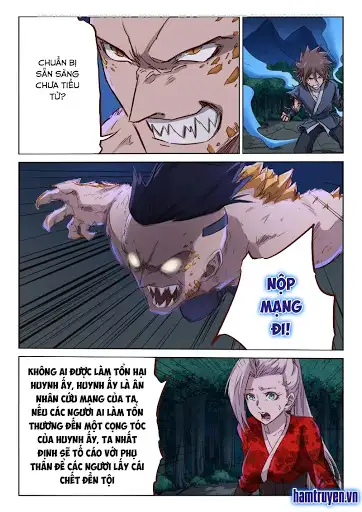 CHUẨN BỊ
SẴN SÀNG
CHƯA TIỂU
TỬ?
NỘP
MẠNG
ĐI!
KHÔNG AI ĐƯỢC LÀM TỔN HẠI
HUYNH ẤY, HUYNH ẤY LÀ ÂN
NHÂN CỨU MẠNG CỦA TA,
NẾU CÁC NGƯƠI AI LÀM TỔN
THƯƠNG ĐẾN MỘT CỌNG TÓC
CỦA HUYNH ẤY, TA NHẤT
ĐỊNH SẼ TỐ CÁO VỚI PHỤ
THÂN ĐỂ CÁC NGƯƠI LẤY CÁI
CHẾT ĐỀN TỘI
hamtruyen.vn